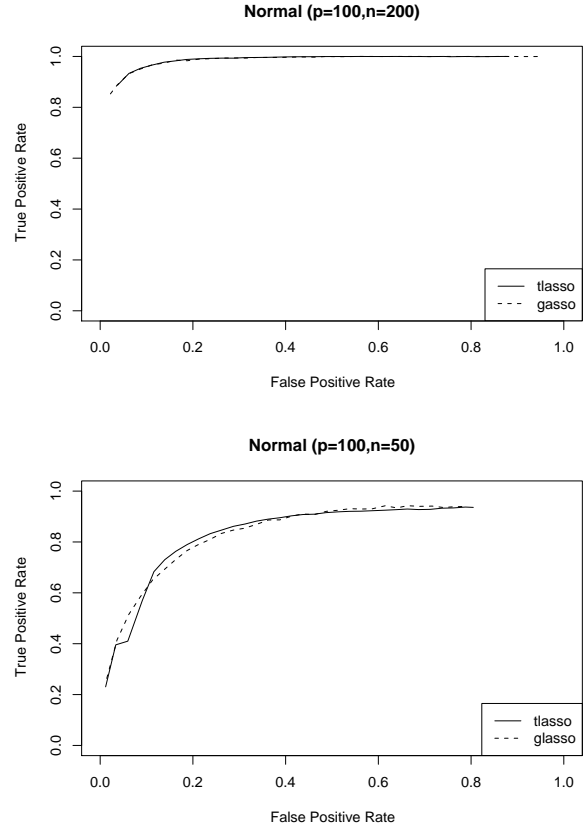 Normal (p=100,n=200)
True Positive Rate
1.0
0.8
0.6
0.4
0.2
0.0
tlasso
gasso
0.0 0.2 0.4 0.6 0.8 1.0
False Positive Rate
Normal (p=100,n=50)
True Positive Rate
1.0
0.8
0.6
0.4
0.2
0.0
tlasso
glasso
0.0 0.2 0.4 0.6 0.8 1.0
False Positive Rate